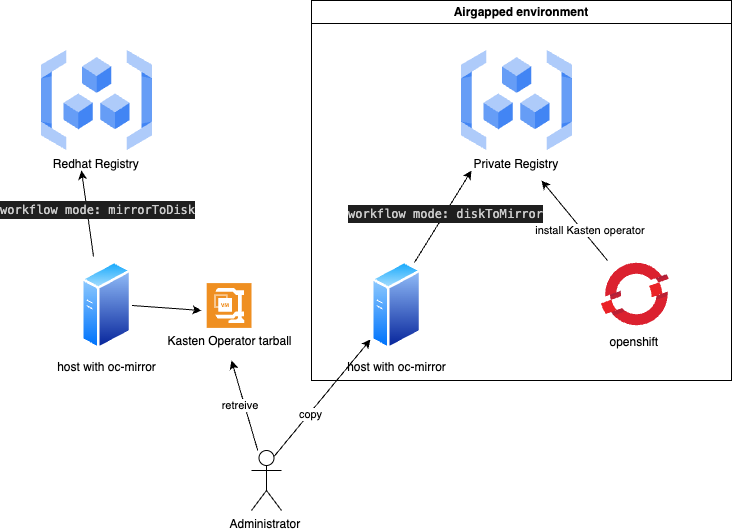 Airgapped environment
Redhat Registry
Private Registry
workflow mode: mirrorToDisk
workflow mode: diskToMirror
install Kasten operator
VM
Kasten Operator tarball
openshift
host with oc-mirror
host with oc-mirror
retreive
copy
Administrator